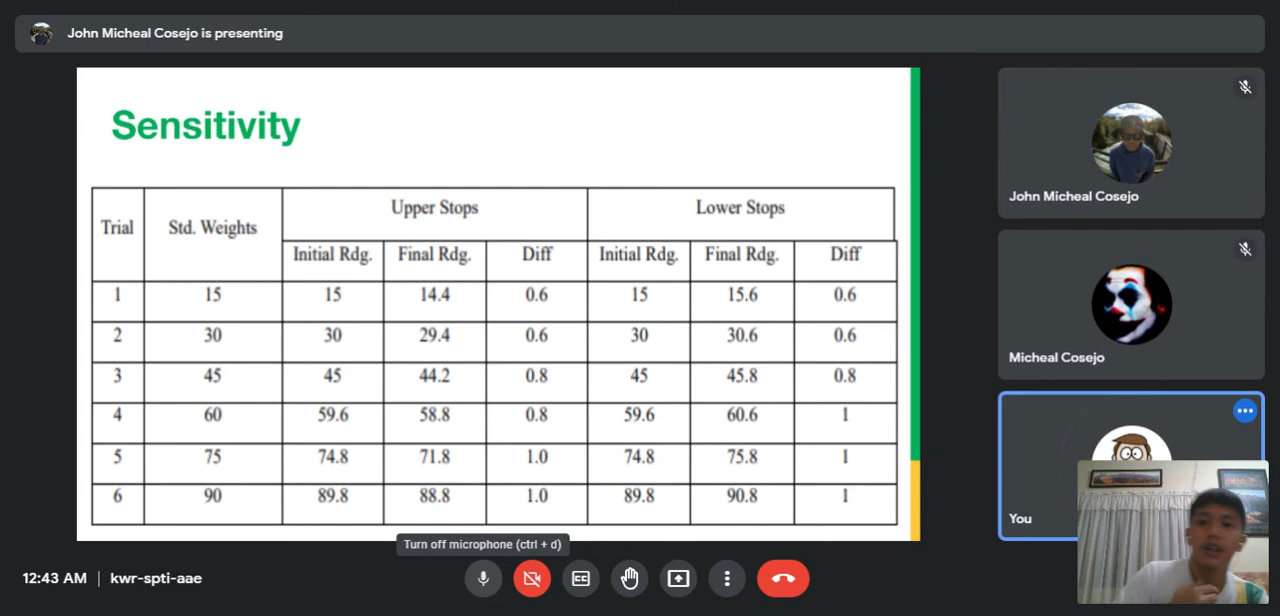 John Micheal Cosejo is presenting
Sensitivity
Trial Std. Weights Upper Stops Lower Stops
Initial Rdg. Final Rdg. Diff Initial Rdg. Final Rdg. Diff
1 15 15 14.4 0.6 15 15.6 0.6
2 30 30 29.4 0.6 30 30.6 0.6
3 45 45 44.2 0.8 45 45.8 0.8
4 60 59.6 58.8 0.8 59.6 60.6 1
5 75 74.8 71.8 1.0 74.8 75.8 1
6 90 89.8 88.8 1.0 89.8 90.8 1
John Micheal Cosejo
Micheal Cosejo
You
Turn off microphone (ctrl + d)
12:43 AM | kwr-spti-aae